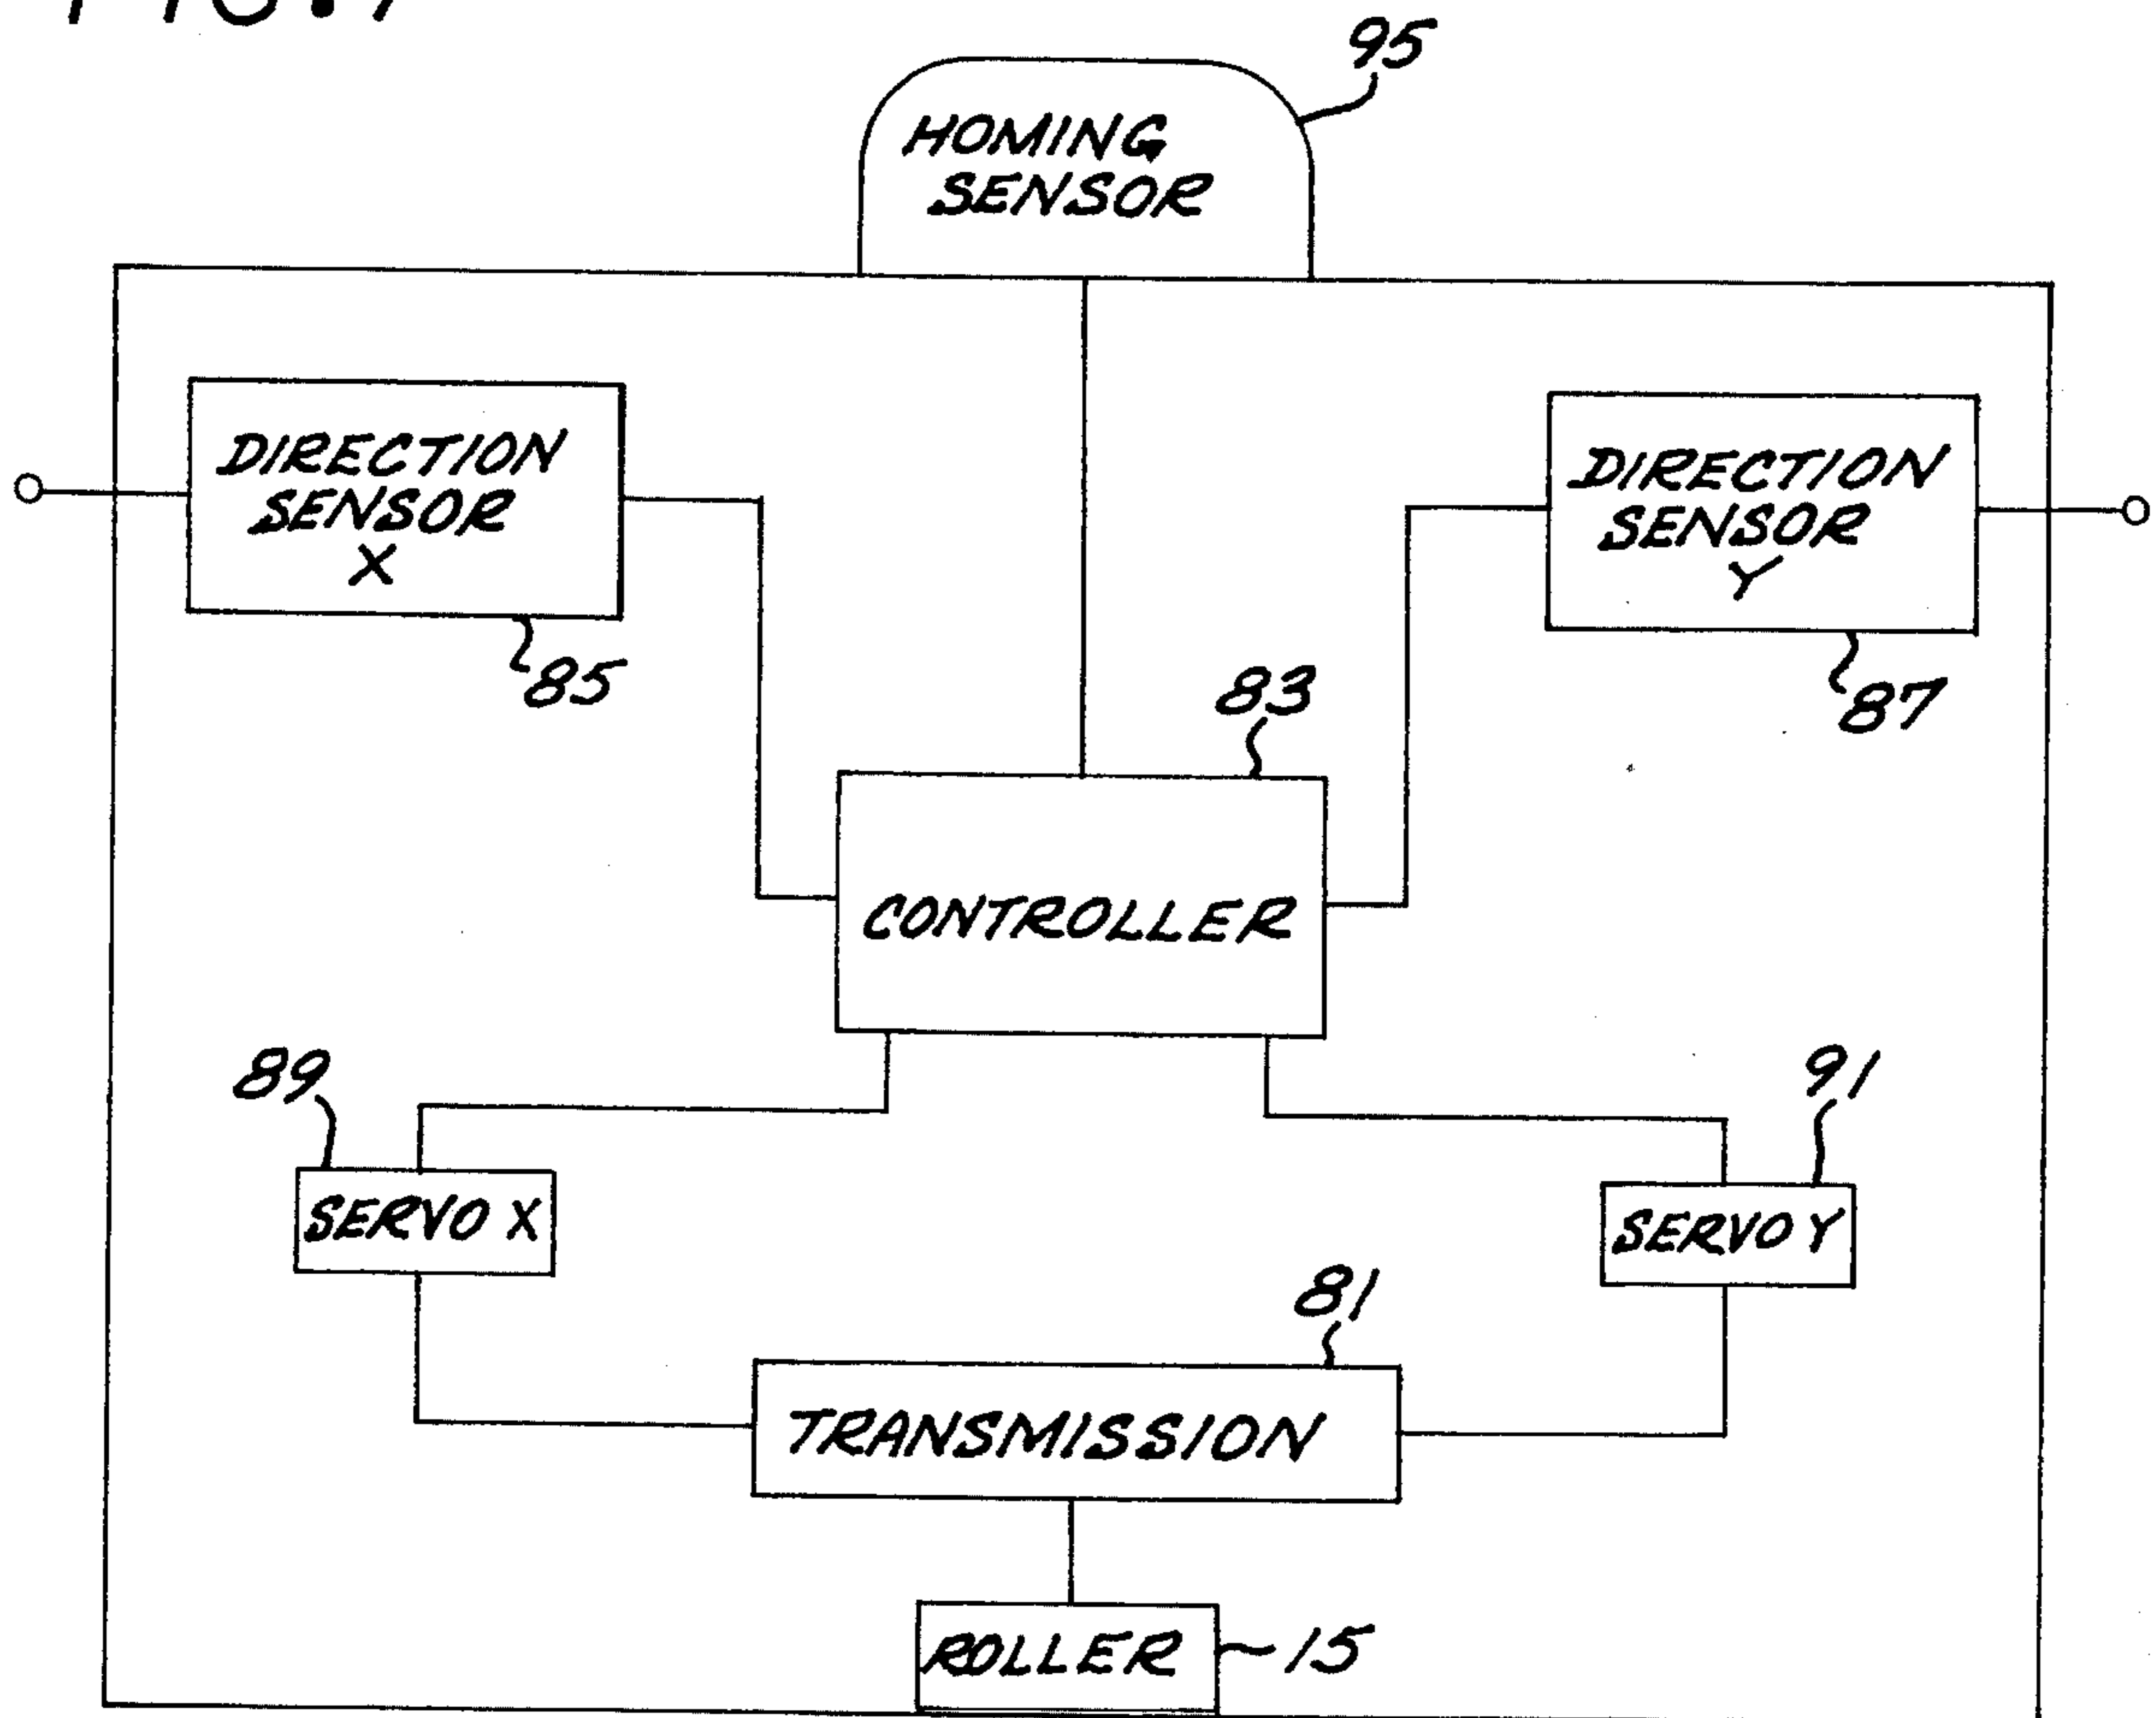 95
HOMING
SENSOR
DIRECTION
SENSOR
X
DIRECTION
SENSOR
Y
85
83
87
CONTROLLER
89
91
SERVO X
SERVO Y
81
TRANSMISSION
ROLLER
15